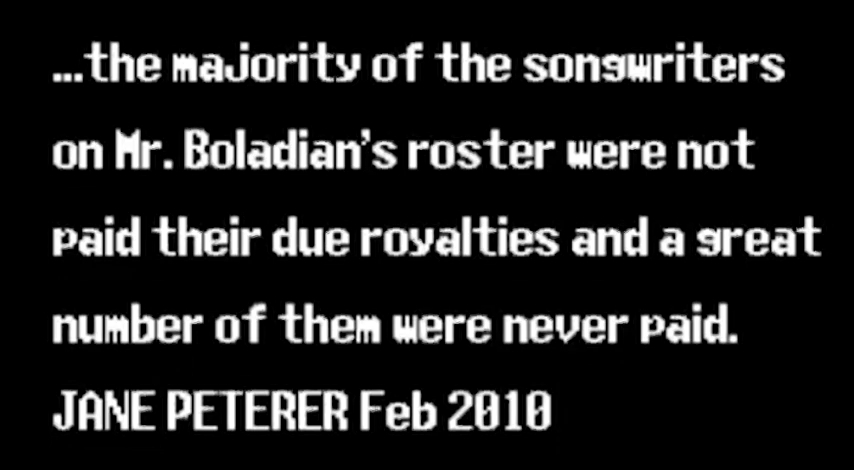 ...the majority of the songwriters
on Mr. Boladian's roster were not
paid their due royalties and a great
number of them were never paid.
JANE PETERER Feb 2010